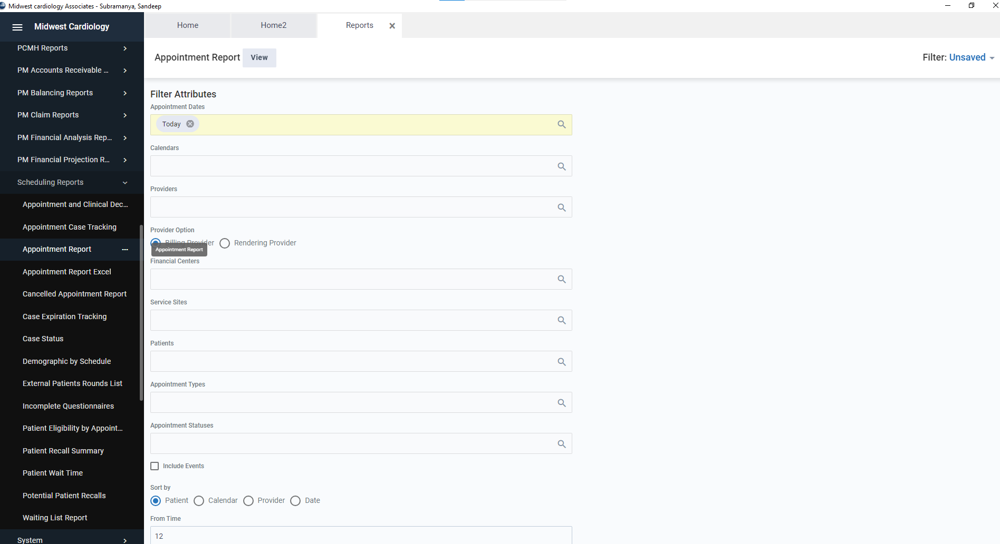 Midwest cardiology Associates - Subramanya, Sandeep
Midwest Cardiology
Home
Home2
Reports
PCMH Reports
PM Accounts Receivable ...
PM Balancing Reports
PM Claim Reports
PM Financial Analysis Rep...
PM Financial Projection R...
Scheduling Reports
Appointment and Clinical Dec...
Appointment Case Tracking
Appointment Report
Appointment Report Excel
Cancelled Appointment Report
Case Expiration Tracking
Case Status
Demographic by Schedule
External Patients Rounds List
Incomplete Questionnaires
Patient Eligibility by Appoint...
Patient Recall Summary
Patient Wait Time
Potential Patient Recalls
Waiting List Report
System
Appointment Report View
Filter: Unsaved
Filter Attributes
Appointment Dates
Today
Calendars
Providers
Provider Option
Billing Provider Rendering Provider
Appointment Report
Financial Centers
Service Sites
Patients
Appointment Types
Appointment Statuses
Include Events
Sort by
Patient Calendar Provider Date
From Time
12